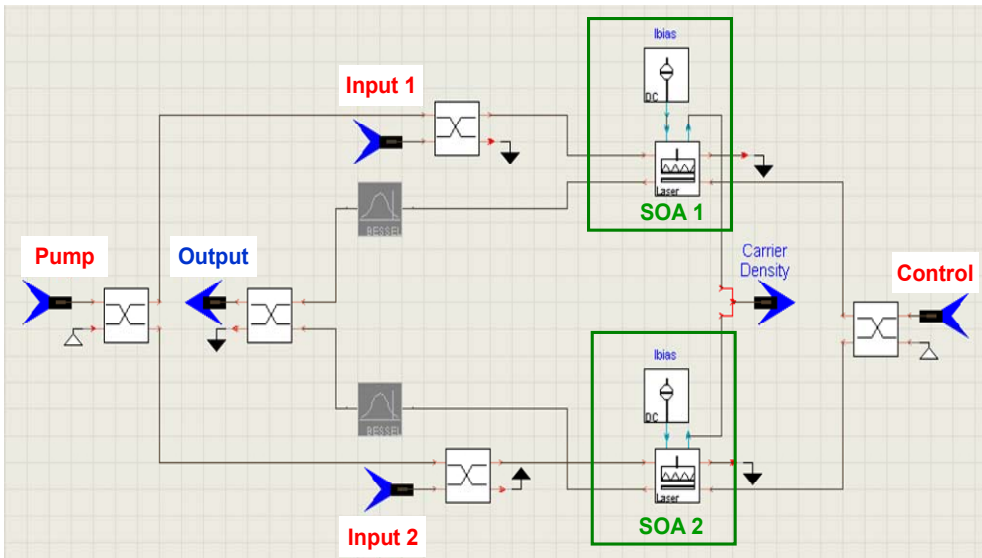 Ibias
Input 1
DC
Laser
BESSEL
SOA 1
Pump
Output
Carrier
Density
Control
Ibias
DC
BESSEL
Laser
Input 2
SOA 2